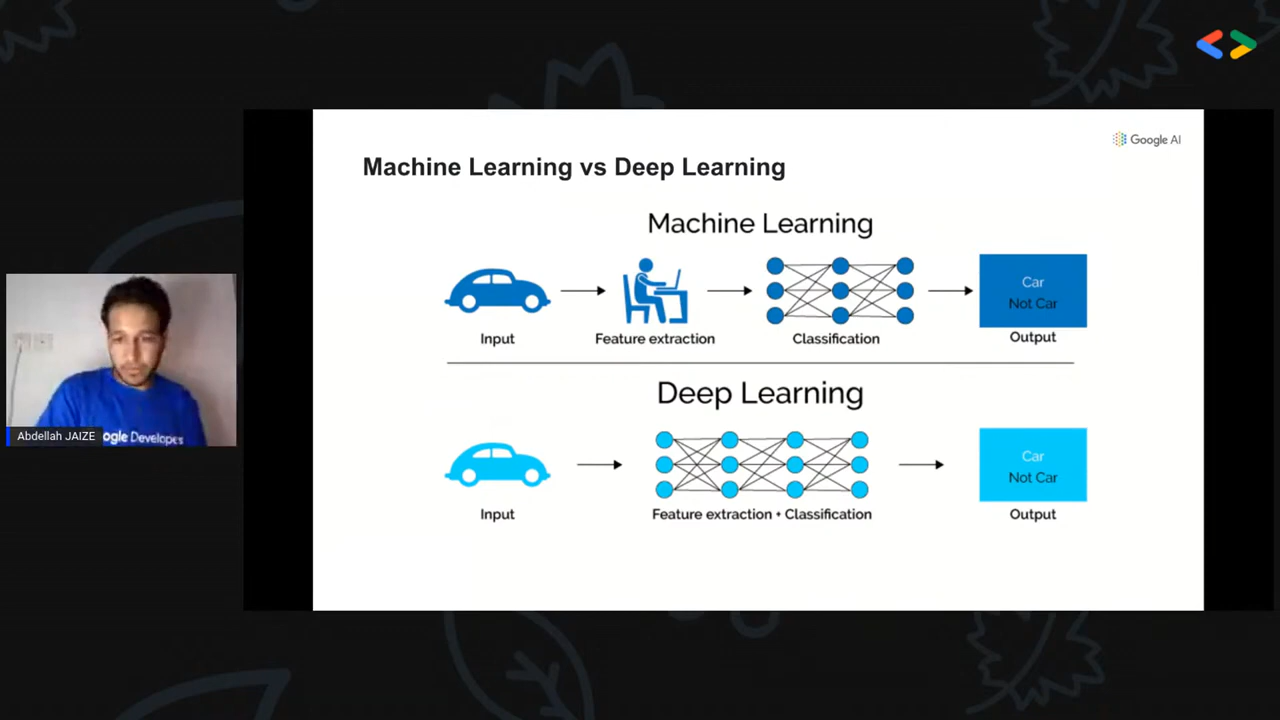 Google AI
Machine Learning vs Deep Learning
Machine Learning
Car
Not Car
Input
Feature extraction
Classification
Output
Deep Learning
Car
Not Car
Input
Feature extraction + Classification
Output
Abdellah JAIZE
ogle Developers